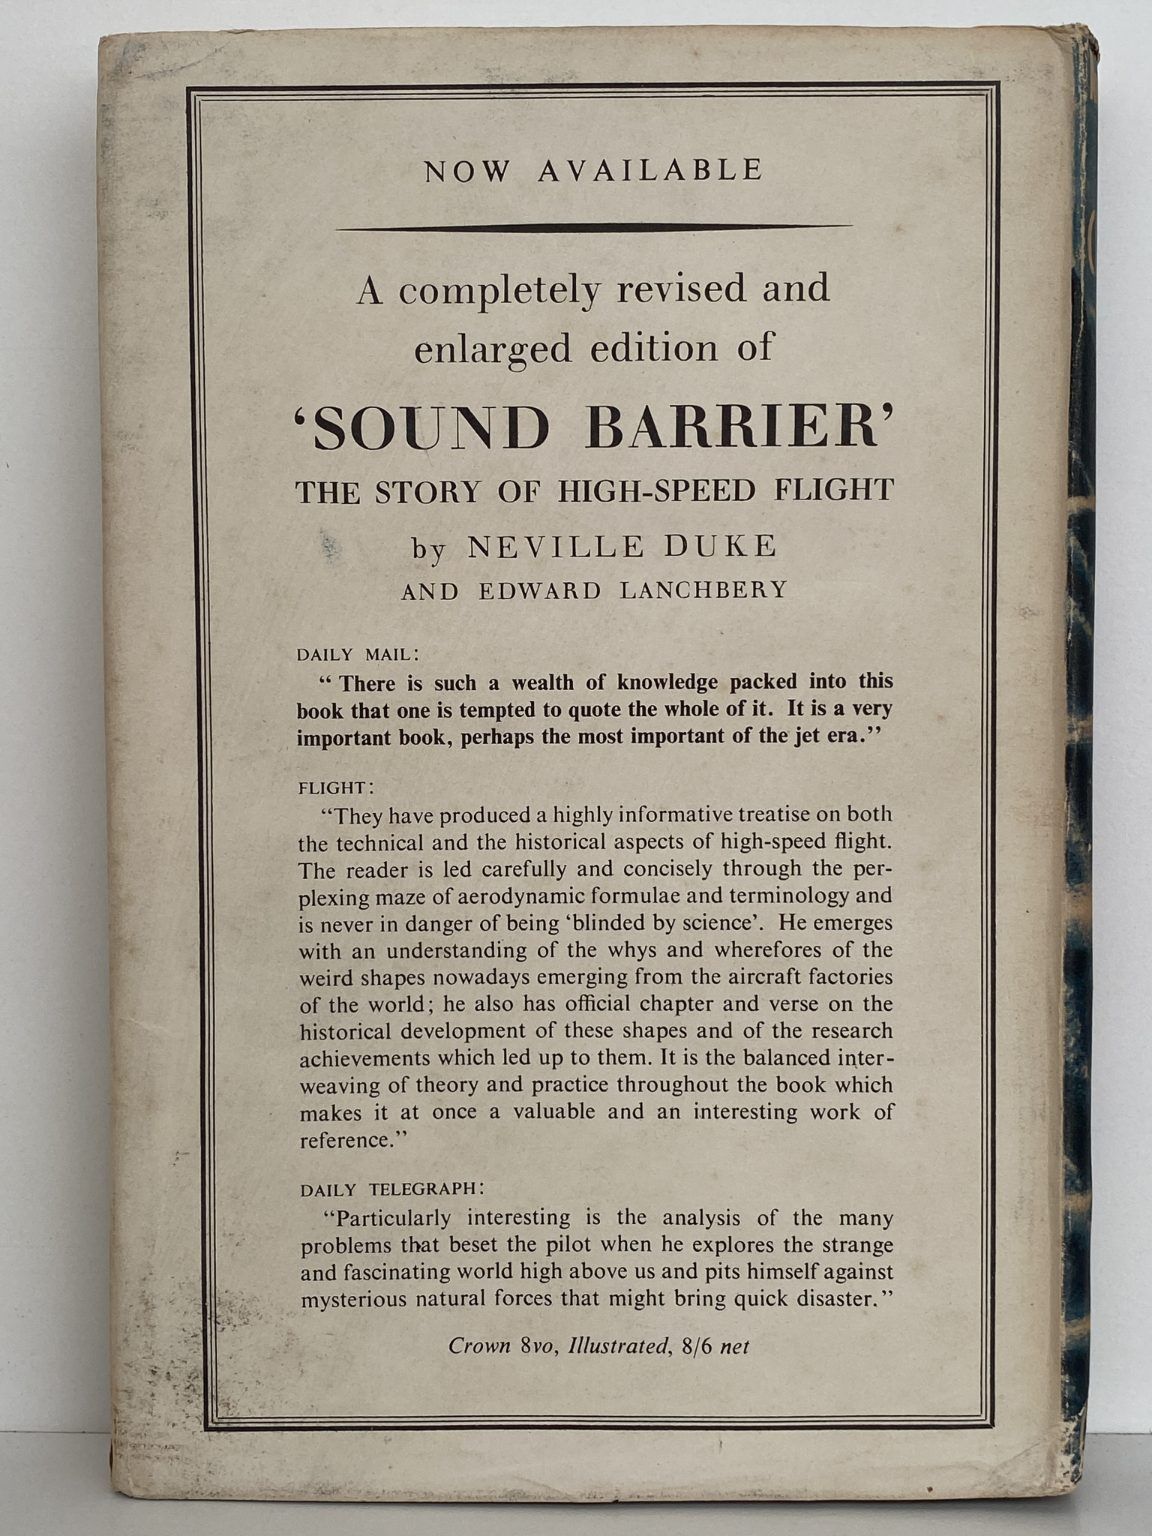 NOW AVAILABLE
A completely revised and
enlarged edition of
‘SOUND BARRIER’
THE STORY OF HIGH-SPEED FLIGHT
by NEVILLE DUKE
AND EDWARD LANCHBERY
DAILY MAIL:
“There is such a wealth of knowledge packed into this
book that one is tempted to quote the whole of it. It is a very
important book, perhaps the most important of the jet era.”
FLIGHT:
“They have produced a highly informative treatise on both
the technical and the historical aspects of high-speed flight.
The reader is led carefully and concisely through the per-
plexing maze of aerodynamic formulae and terminology and
is never in danger of being ‘blinded by science’. He emerges
with an understanding of the whys and wherefores of the
weird shapes nowadays emerging from the aircraft factories
of the world; he also has official chapter and verse on the
historical development of these shapes and of the research
achievements which led up to them. It is the balanced inter-
weaving of theory and practice throughout the book which
makes it at once a valuable and an interesting work of
reference.”
DAILY TELEGRAPH:
“Particularly interesting is the analysis of the many
problems that beset the pilot when he explores the strange
and fascinating world high above us and pits himself against
mysterious natural forces that might bring quick disaster.”
Crown 8vo, Illustrated, 8/6 net